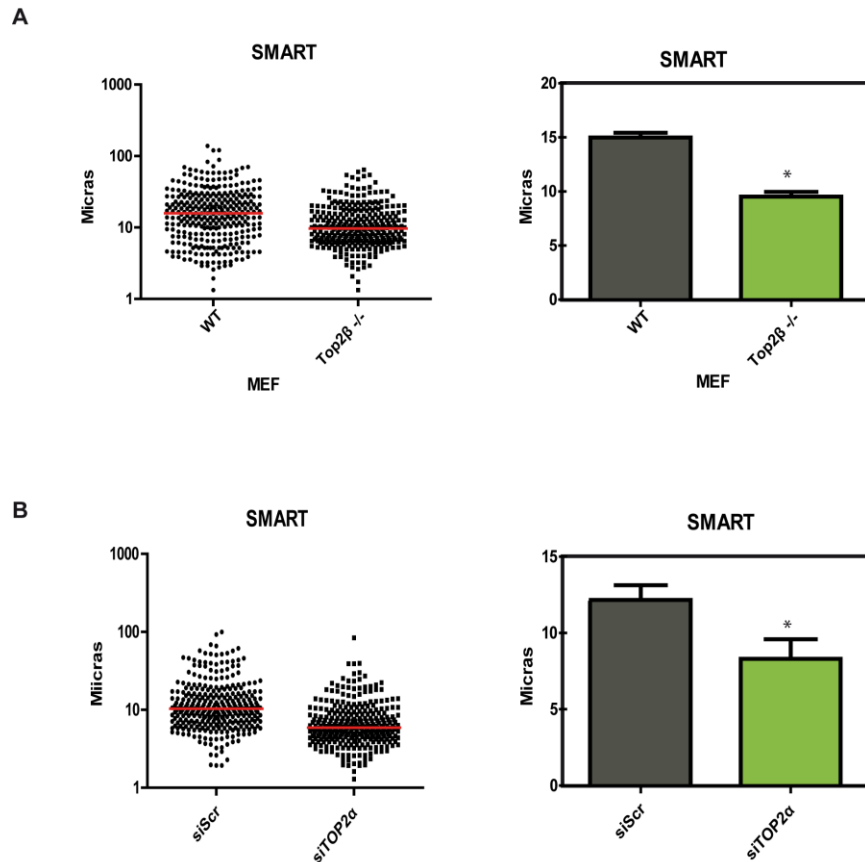 A
SMART
1000
100
10
1
Micras
WT
Top2β -/-
MEF
SMART
20
15
10
5
0
Micras
*
WT
Top2β -/-
MEF
B
SMART
1000
100
10
1
Miicras
siScr
siTOP2α
SMART
15
10
5
0
Micras
*
siScr
siTOP2α